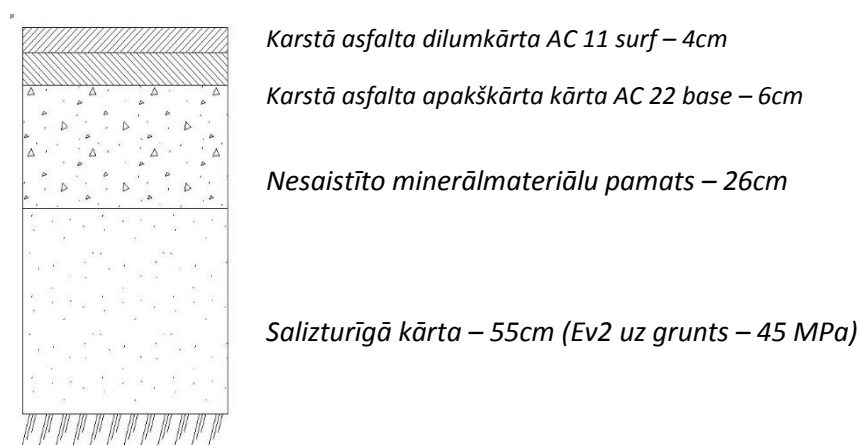 Karstā asfalta dilumkārta AC 11 surf – 4cm
Karstā asfalta apakškārta kārta AC 22 base – 6cm
Nesaistīto minerālmateriālu pamats – 26cm
Salizturīgā kārta – 55cm (Ev2 uz grunts – 45 MPa)